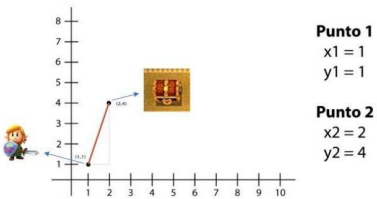 8
7
6
5
4
3
2
1
1 2 3 4 5 6 7 8 9 10
(2,4)
(1,1)
Punto 1
x1 = 1
y1 = 1
Punto 2
x2 = 2
y2 = 4